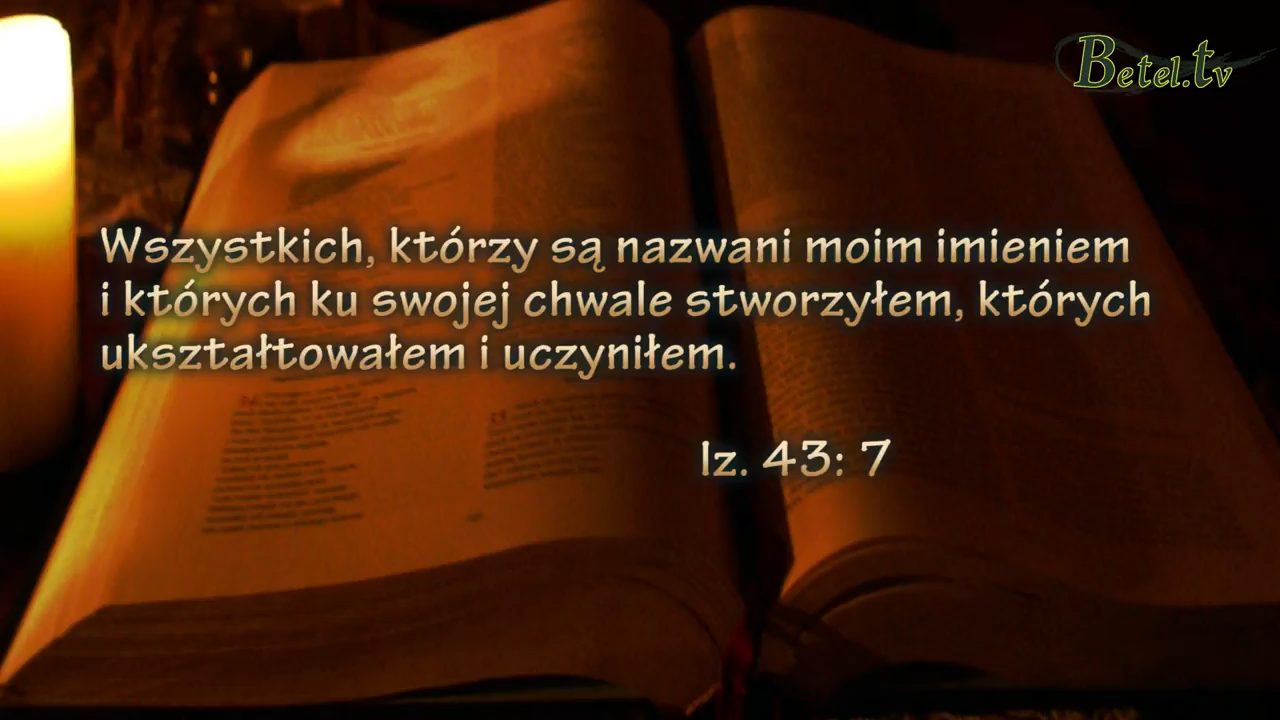 Betel.tv
Wszystkich, którzy są nazwani moim imieniem
i których ku swojej chwale stworzyłem, których
ukształtowałem i uczyniłem.
Iz. 43: 7